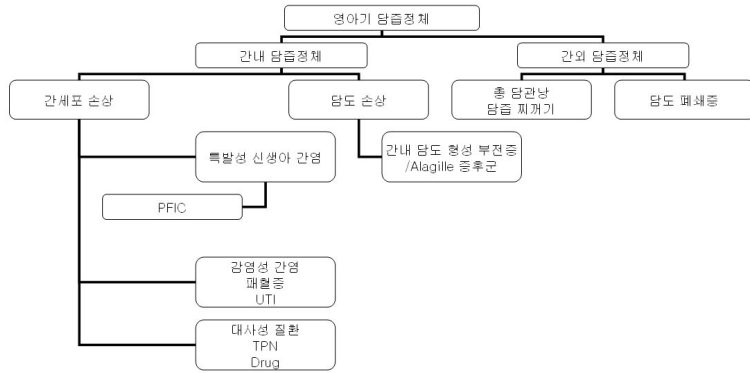 영아기 담즙정체
간내 담즙정체
간외 담즙정체
간세포 손상
담도 손상
총 담관낭
담즙 찌꺼기
담도 폐쇄증
특발성 신생아 간염
간내 담도 형성 부전증
/Alagille 증후군
PFIC
감염성 간염
패혈증
UTI
대사성 질환
TPN
Drug